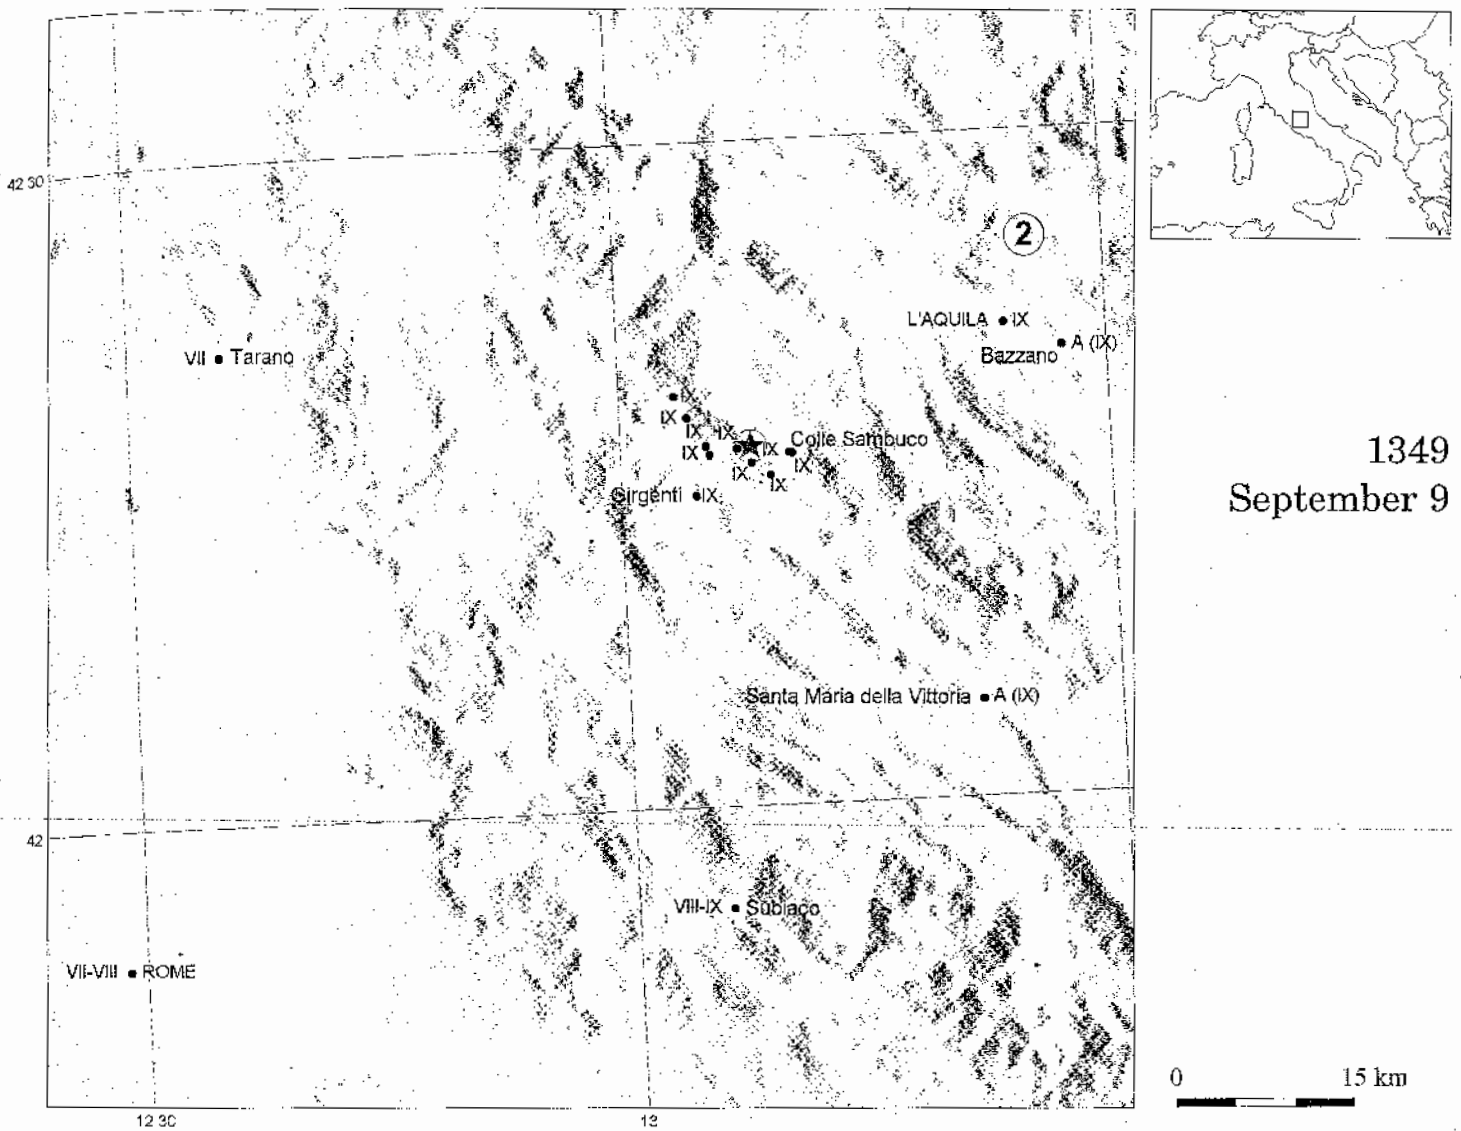 42 30
2
L'AQUILA IX
A (IX)
Bazzano
VII Tarano
IX
IX
IX IX
IX IX Colle Sambuco
IX IX
IX
Girgenti IX
1349
September 9
Santa Maria della Vittoria A (IX)
42
VIII-IX Subiaco
VII-VIII ROME
0 15 km
12 30 13